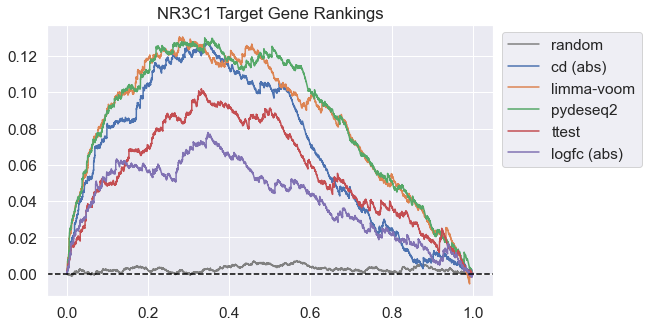 NR3C1 Target Gene Rankings
0.12
0.10
0.08
0.06
0.04
0.02
0.00
0.0 0.2 0.4 0.6 0.8 1.0
random
cd (abs)
limma-voom
pydeseq2
ttest
logfc (abs)